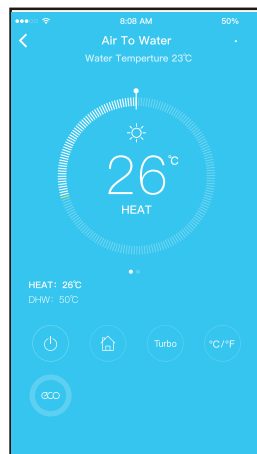 8:08 AM
50%
Air To Water
Water Temperture 23℃
26℃
HEAT
HEAT: 26℃
DHW: 50℃
Turbo
°C/°F
eco